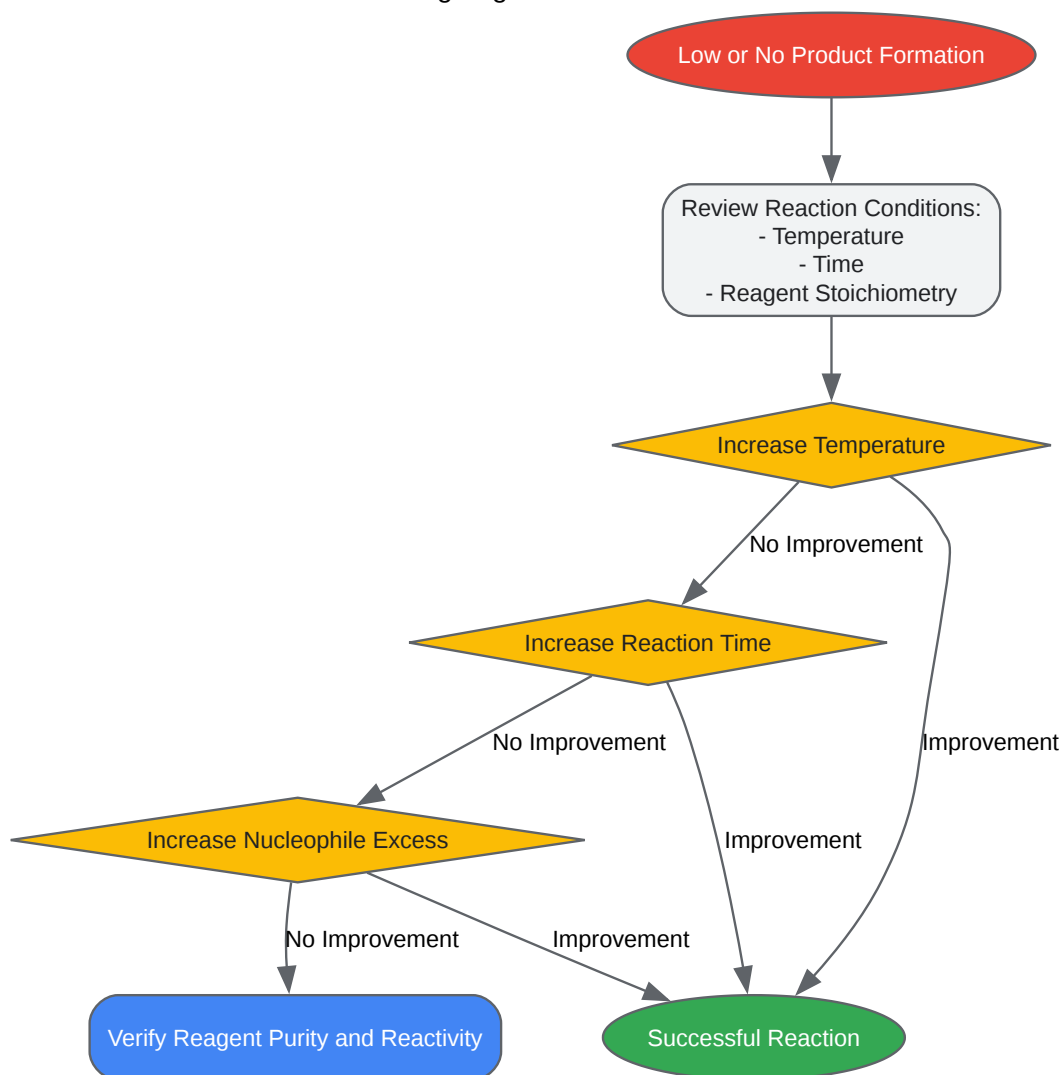 Low or No Product Formation
Review Reaction Conditions:
- Temperature
- Time
- Reagent Stoichiometry
Increase Temperature
No Improvement
Increase Reaction Time
No Improvement
Improvement
Increase Nucleophile Excess
Improvement
No Improvement
Improvement
Verify Reagent Purity and Reactivity
Successful Reaction